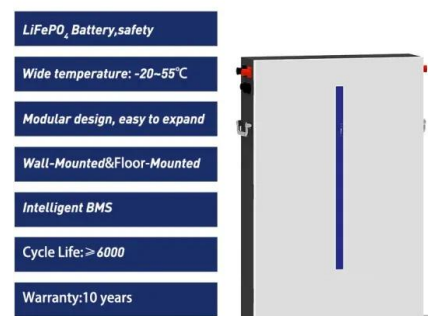 LiFePO₄ Battery,safety
Wide temperature: -20~55℃
Modular design, easy to expand
Wall-Mounted&Floor-Mounted
Intelligent BMS
Cycle Life:≥6000
Warranty:10 years